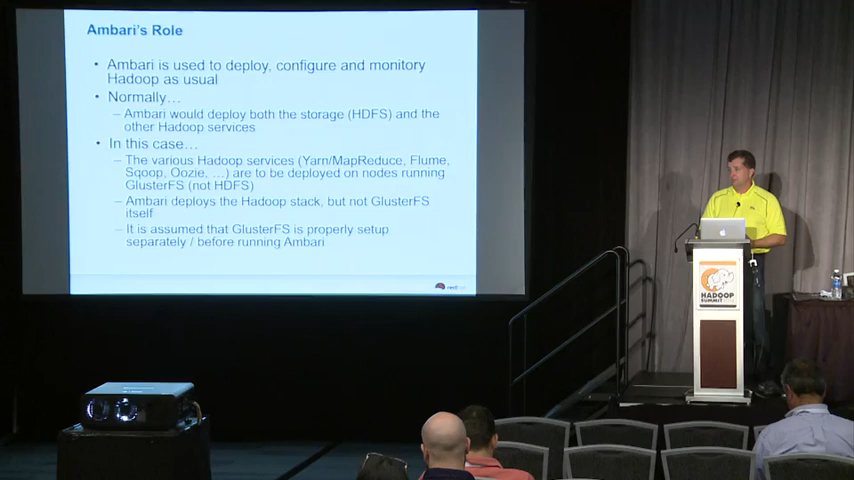 Ambari's Role
• Ambari is used to deploy, configure and monitory
Hadoop as usual
• Normally…
– Ambari would deploy both the storage (HDFS) and the
other Hadoop services
• In this case…
– The various Hadoop services (Yarn/MapReduce, Flume,
Sqoop, Oozie, …) are to be deployed on nodes running
GlusterFS (not HDFS)
– Ambari deploys the Hadoop stack, but not GlusterFS
itself
– It is assumed that GlusterFS is properly setup
separately / before running Ambari
redhat
HADOOP
SUMMIT